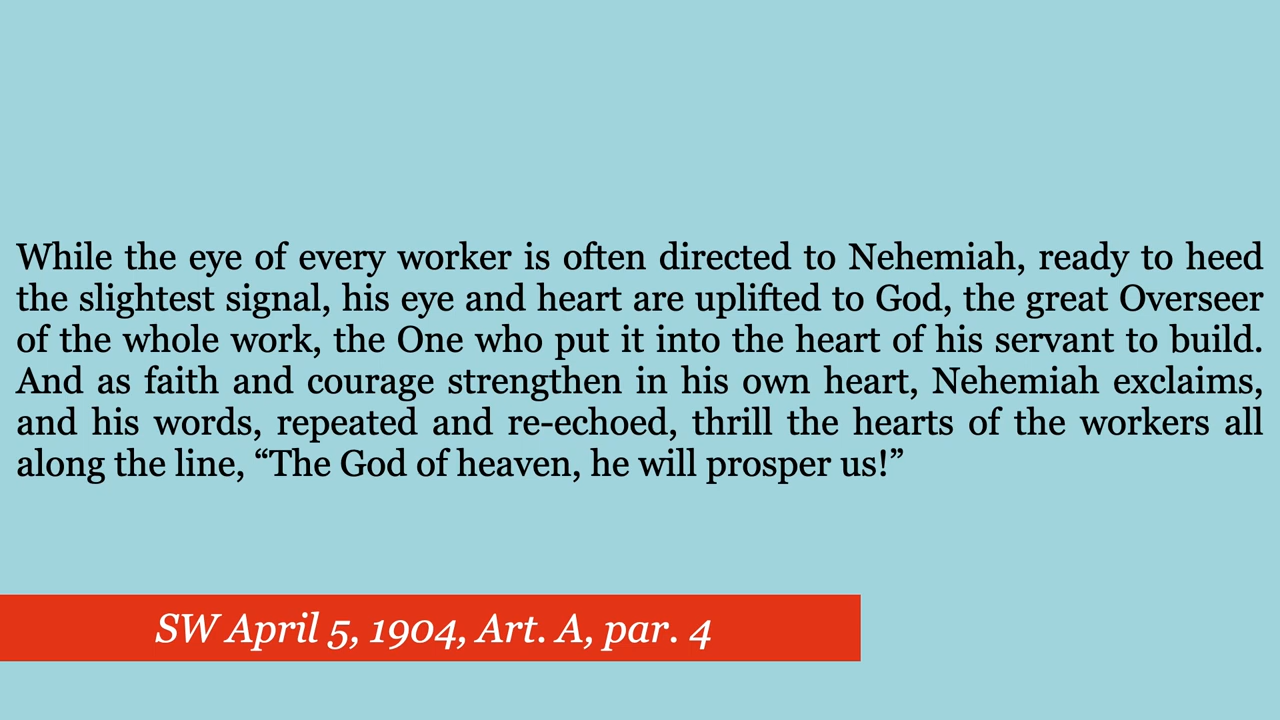 While the eye of every worker is often directed to Nehemiah, ready to heed
the slightest signal, his eye and heart are uplifted to God, the great Overseer
of the whole work, the One who put it into the heart of his servant to build.
And as faith and courage strengthen in his own heart, Nehemiah exclaims,
and his words, repeated and re-echoed, thrill the hearts of the workers all
along the line, “The God of heaven, he will prosper us!”
SW April 5, 1904, Art. A, par. 4